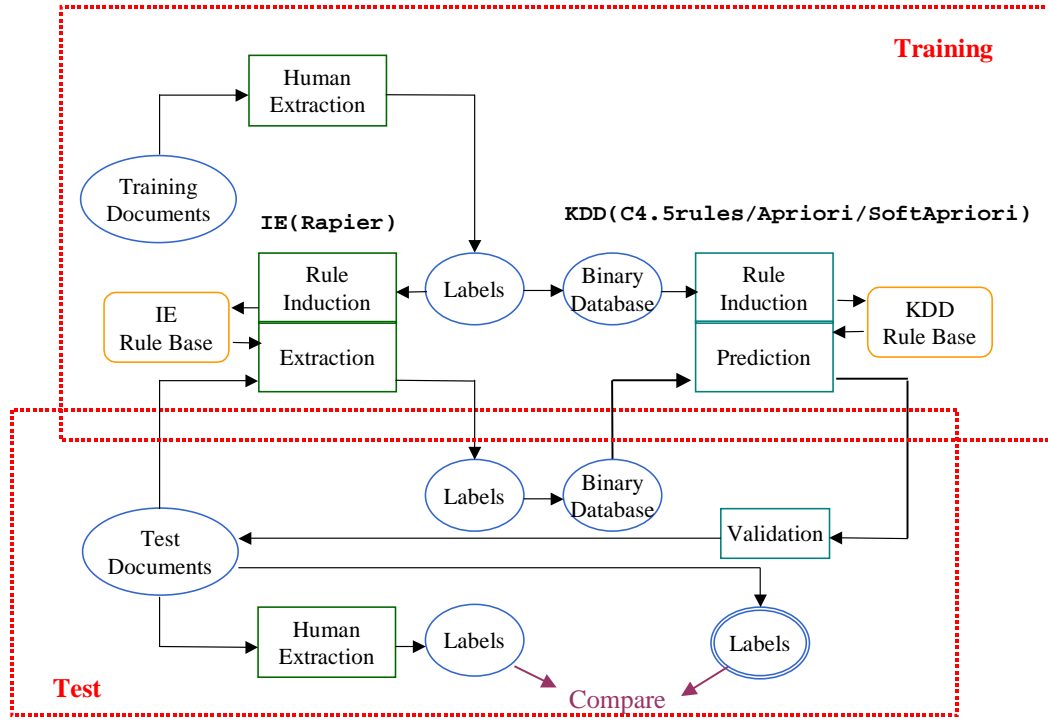 Training
Human
Extraction
Training
Documents
IE(Rapier)
KDD(C4.5rules/Apriori/SoftApriori)
Rule
Induction
Labels
Binary
Database
Rule
Induction
IE
Rule Base
KDD
Rule Base
Extraction
Prediction
Labels
Binary
Database
Test
Documents
Validation
Human
Extraction
Labels
Labels
Test
Compare